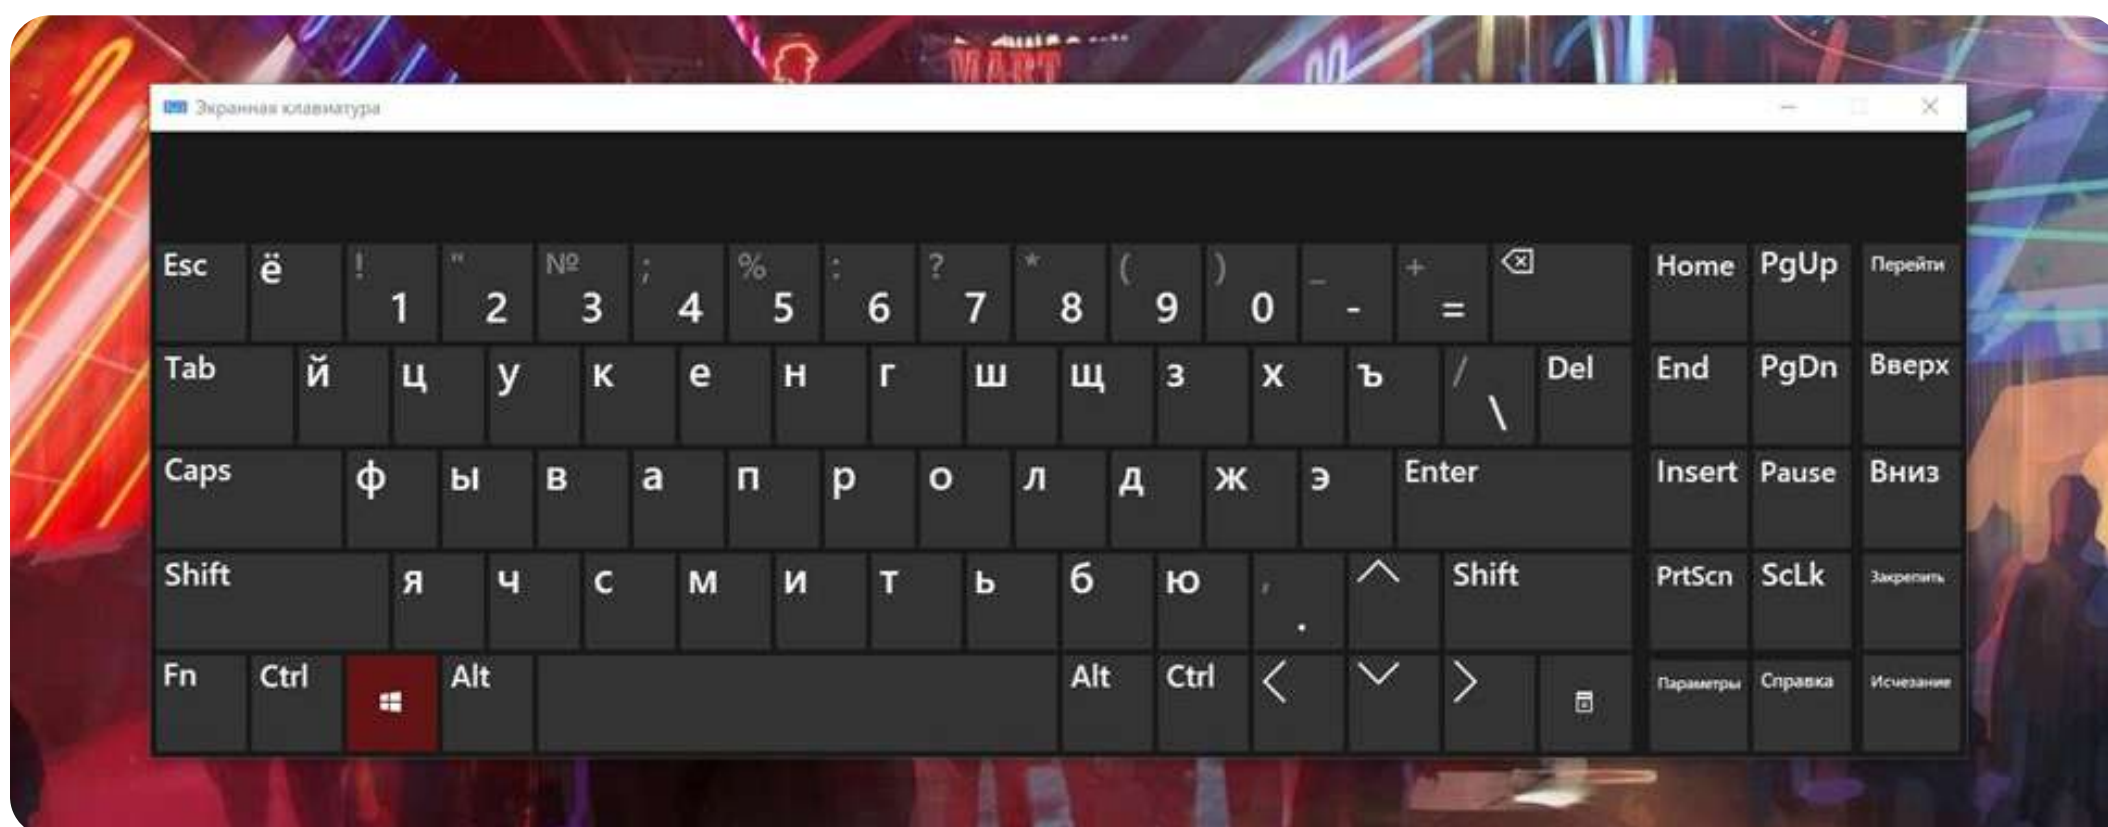 MART
Экранная клавиатура
Esc ё ! 1 " 2 № 3 ; 4 % 5 : 6 ? 7 * 8 ( 9 ) 0 _ - + = Home PgUp Перейти
Tab й ц у к е н г ш щ з х ъ / \ Del End PgDn Вверх
Caps ф ы в а п р о л д ж э Enter Insert Pause Вниз
Shift я ч с м и т ь б ю , . Shift PrtScn ScLk Закрепить
Fn Ctrl Alt Alt Ctrl Параметры Справка Исчезание